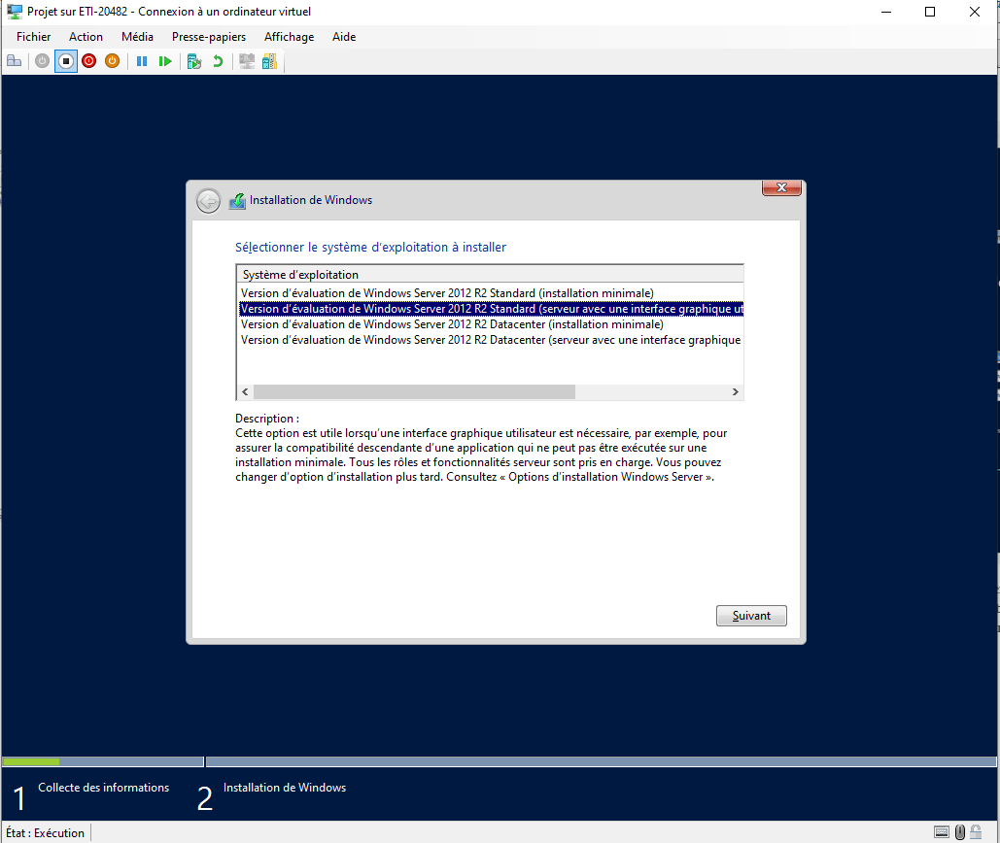 Projet sur ETI-20482 - Connexion à un ordinateur virtuel
Fichier Action Média Presse-papiers Affichage Aide
Installation de Windows
Sélectionner le système d'exploitation à installer
Système d'exploitation
Version d'évaluation de Windows Server 2012 R2 Standard (installation minimale)
Version d'évaluation de Windows Server 2012 R2 Standard (serveur avec une interface graphique ut
Version d'évaluation de Windows Server 2012 R2 Datacenter (installation minimale)
Version d'évaluation de Windows Server 2012 R2 Datacenter (serveur avec une interface graphique
Description :
Cette option est utile lorsqu'une interface graphique utilisateur est nécessaire, par exemple, pour
assurer la compatibilité descendante d'une application qui ne peut pas être exécutée sur une
installation minimale. Tous les rôles et fonctionnalités serveur sont pris en charge. Vous pouvez
changer d'option d'installation plus tard. Consultez « Options d'installation Windows Server ».
Suivant
1 Collecte des informations 2 Installation de Windows
État : Exécution